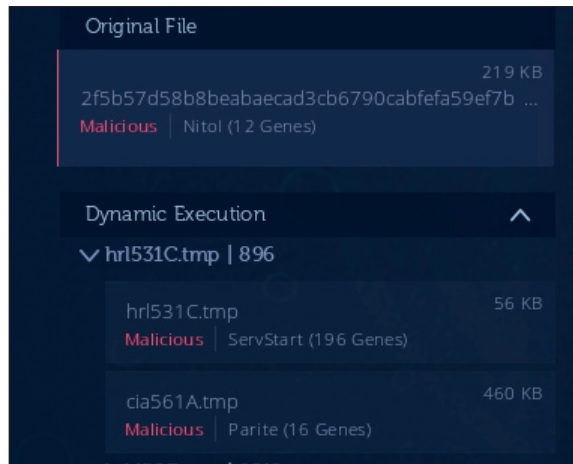 Original File
219 KB
2f5b57d58b8beabaecad3cb6790cabfefa59ef7b ...
Malicious | Nitol (12 Genes)
Dynamic Execution
hrl531C.tmp | 896
hrl531C.tmp
56 KB
Malicious | ServStart (196 Genes)
cia561A.tmp
460 KB
Malicious | Parite (16 Genes)